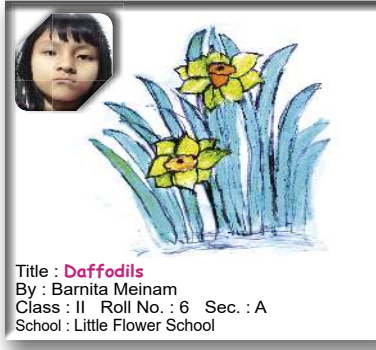 Title : Daffodils
By : Barnita Meinam
Class : II Roll No. : 6 Sec. : A
School : Little Flower School